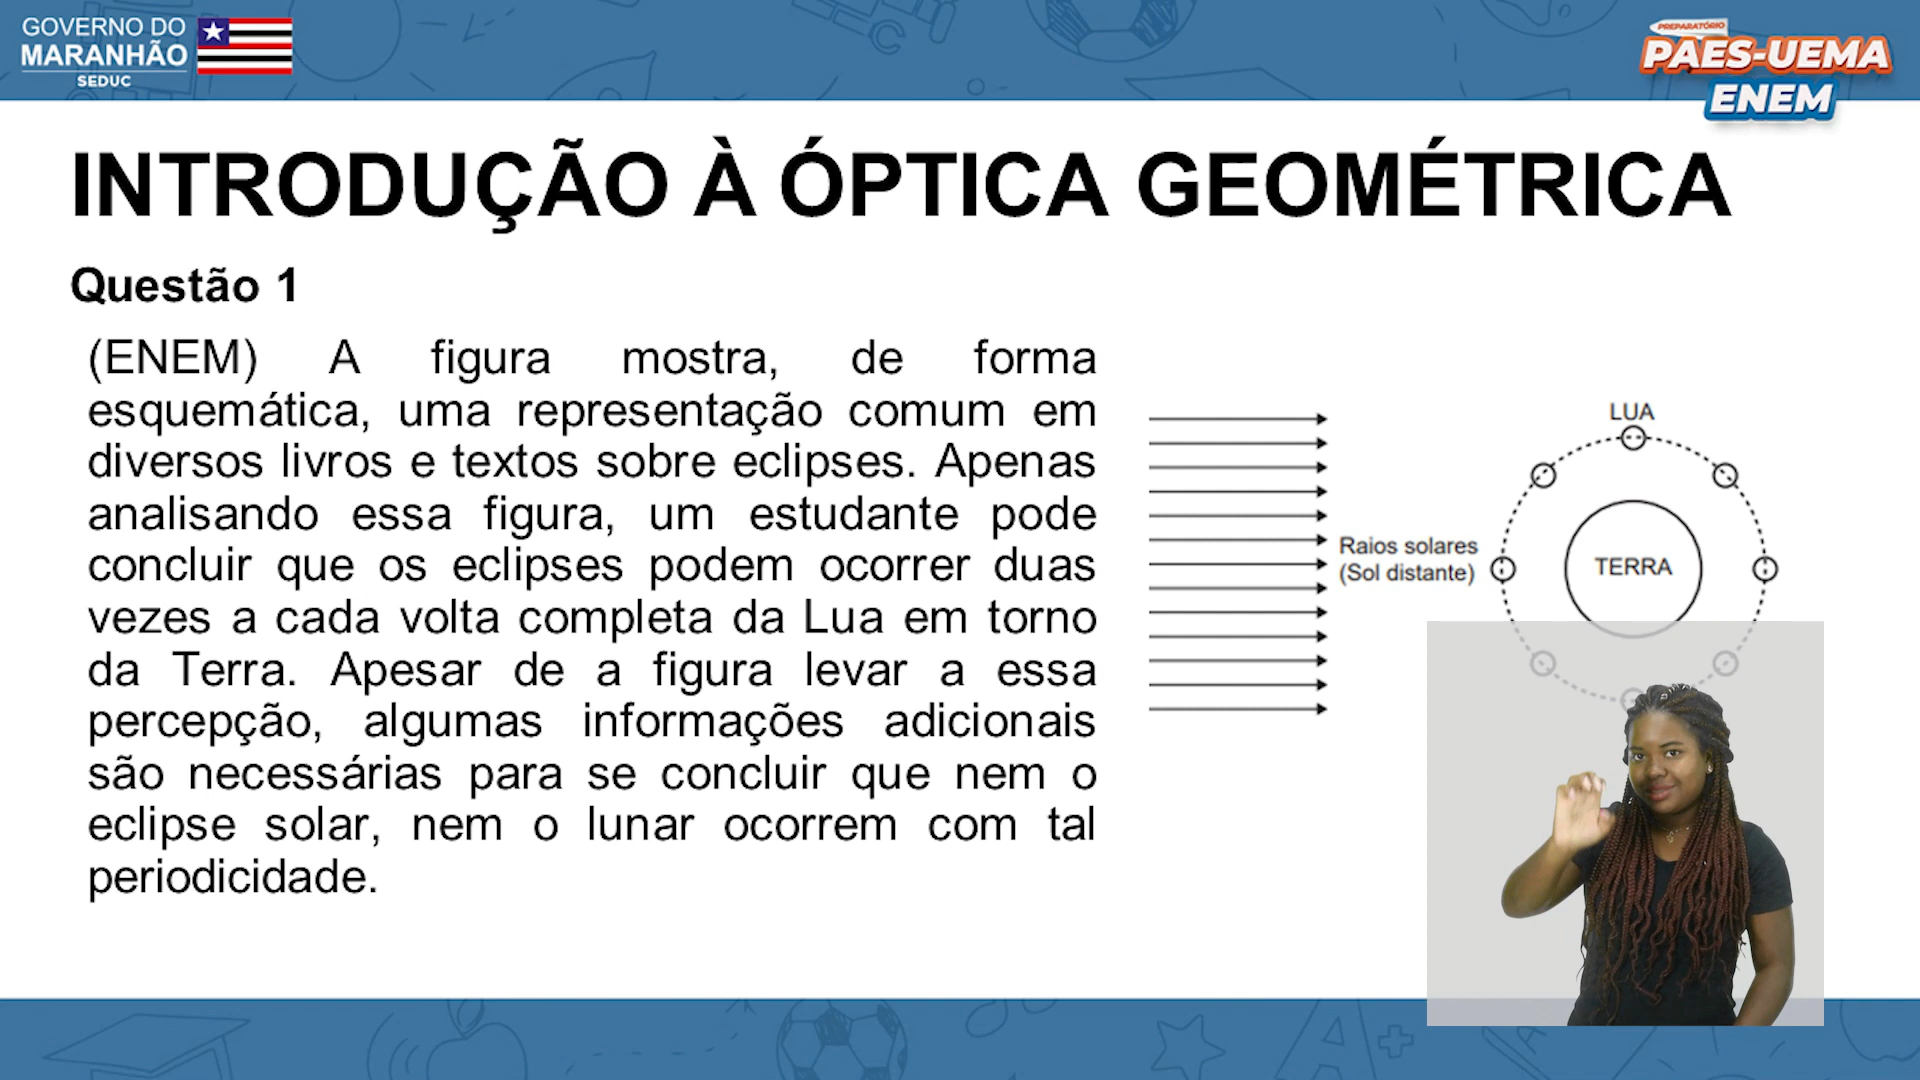 GOVERNO DO
MARANHÃO
SEDUC
PREPARATÓRIO
PAES-UEMA
ENEM
INTRODUÇÃO À ÓPTICA GEOMÉTRICA
Questão 1
(ENEM) A figura mostra, de forma
esquemática, uma representação comum em
diversos livros e textos sobre eclipses. Apenas
analisando essa figura, um estudante pode
concluir que os eclipses podem ocorrer duas
vezes a cada volta completa da Lua em torno
da Terra. Apesar de a figura levar a essa
percepção, algumas informações adicionais
são necessárias para se concluir que nem o
eclipse solar, nem o lunar ocorrem com tal
periodicidade.
LUA
Raios solares
(Sol distante)
TERRA
A+